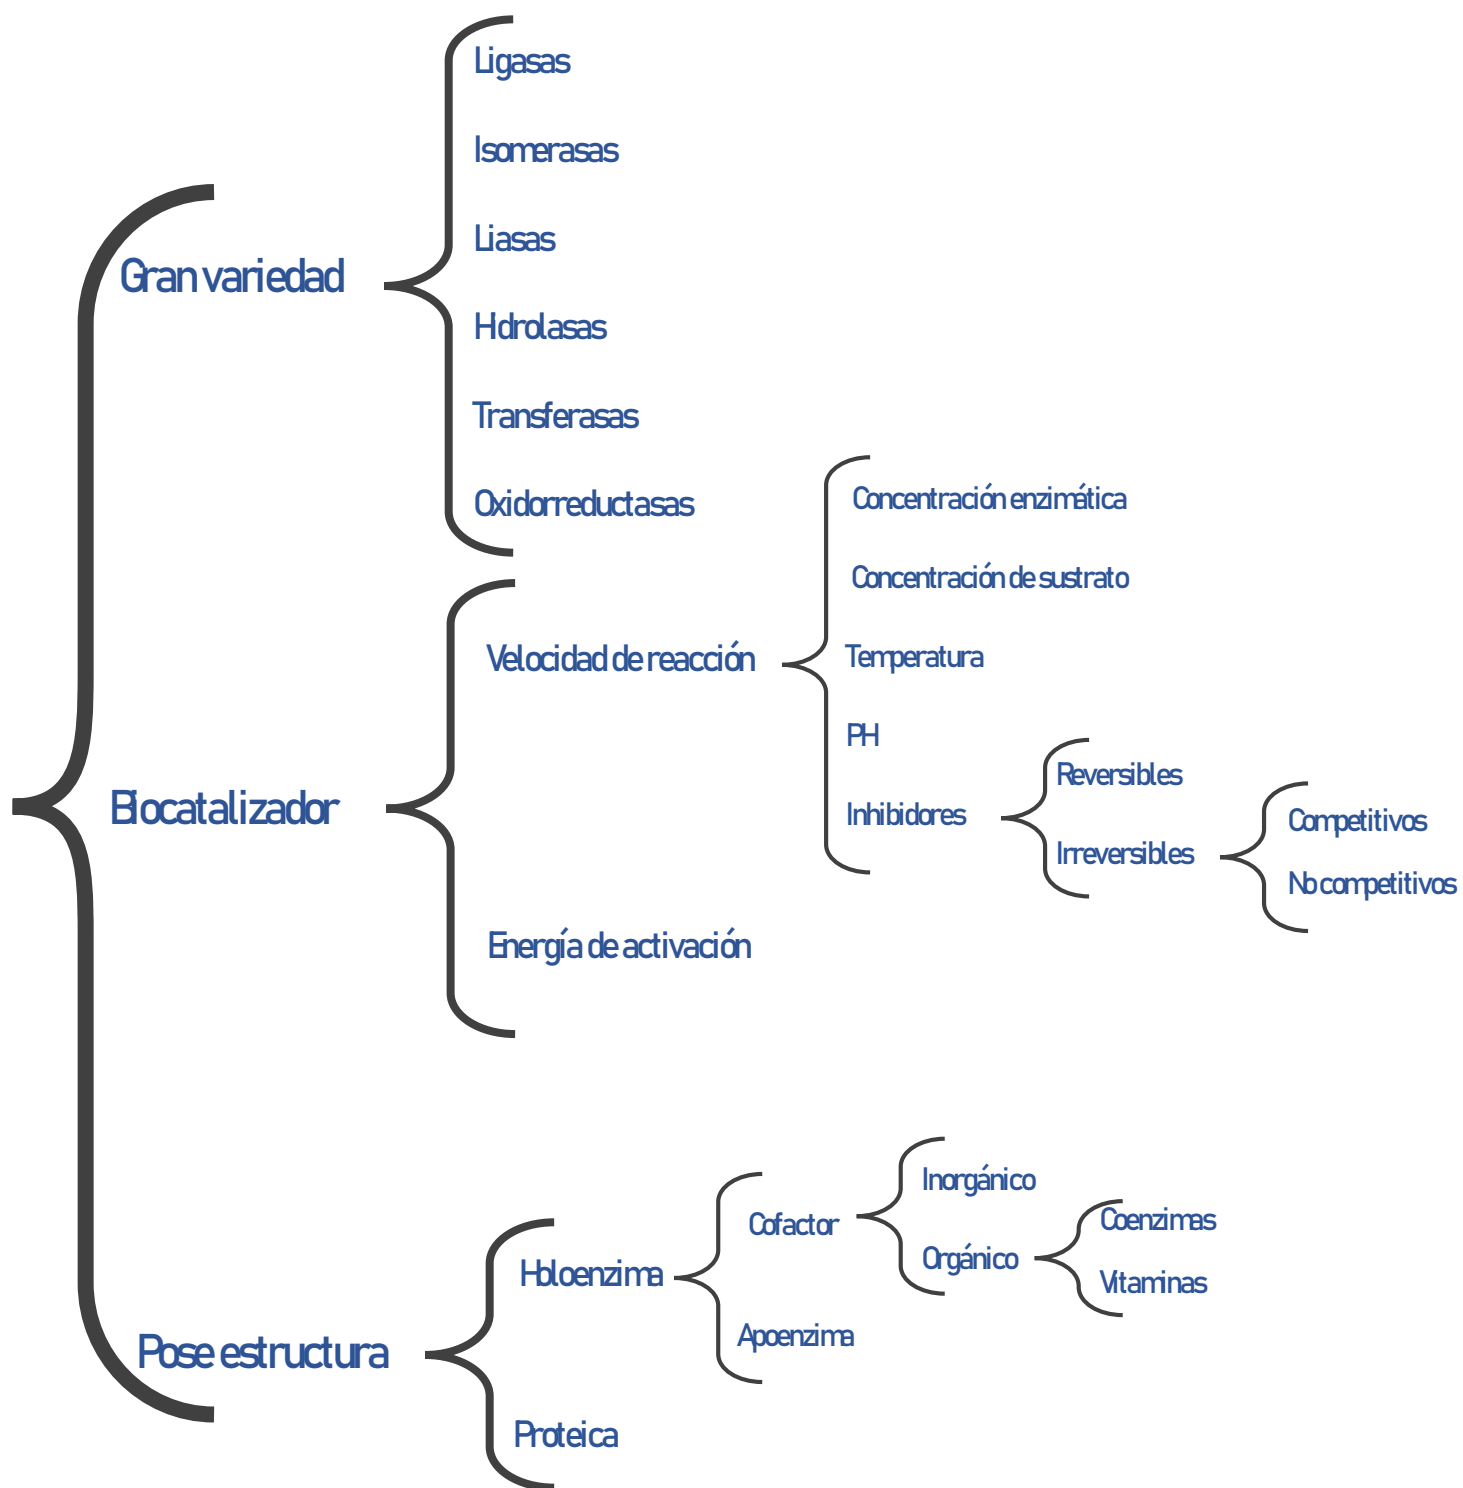 Gran variedad
Ligasas
Isomerasas
Liasas
Hidrolasas
Transferasas
Oxidorreductasas
Biocatalizador
Velocidad de reacción
Concentración enzimática
Concentración de sustrato
Temperatura
PH
Inhibidores
Reversibles
Irreversibles
Competitivos
No competitivos
Energía de activación
Pose estructura
Holoenzima
Cofactor
Inorgánico
Orgánico
Coenzimas
Vitaminas
Apoenzima
Proteica